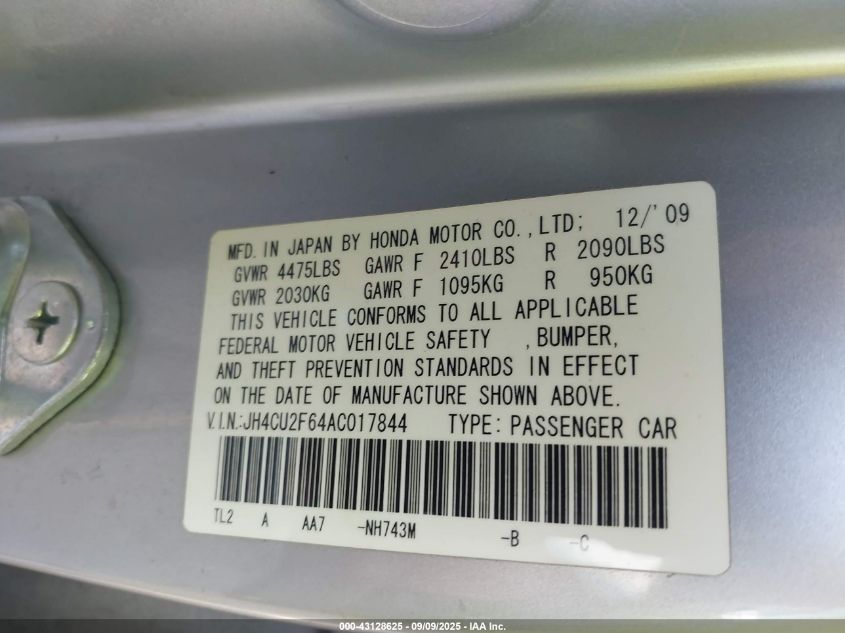 MFD. IN JAPAN BY HONDA MOTOR CO.,LTD; 12/'09
GVWR 4475LBS GAWR F 2410LBS R 2090LBS
GVWR 2030KG GAWR F 1095KG R 950KG
THIS VEHICLE CONFORMS TO ALL APPLICABLE
FEDERAL MOTOR VEHICLE SAFETY ,BUMPER,
AND THEFT PREVENTION STANDARDS IN EFFECT
ON THE DATE OF MANUFACTURE SHOWN ABOVE.
V.I.N.:JH4CU2F64AC017844 TYPE: PASSENGER CAR
TL2 A AA7 -NH743M -B -C
000-43128625 - 09/09/2025 - IAA Inc.